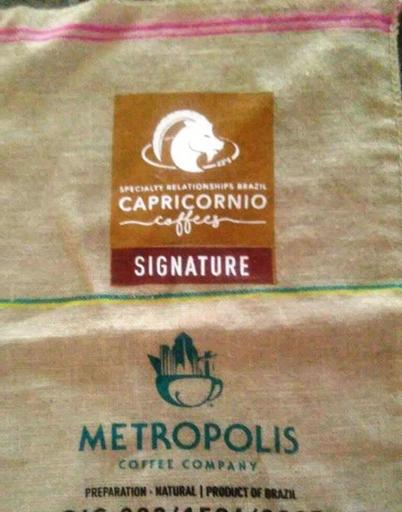 SPECIALTY RELATIONSHIPS BRAZIL
CAPRICORNIO
coffees
SIGNATURE
METROPOLIS
COFFEE COMPANY
PREPARATION - NATURAL | PRODUCT OF BRAZIL